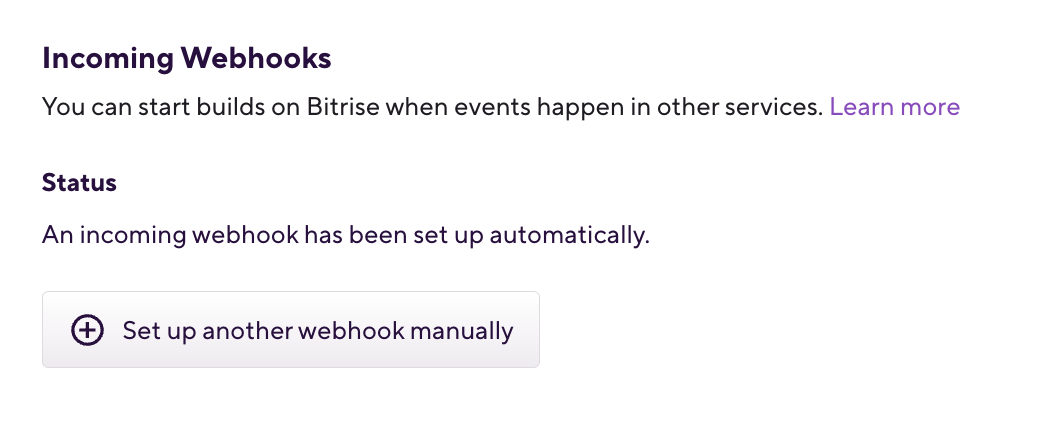 Incoming Webhooks
You can start builds on Bitrise when events happen in other services. Learn more
Status
An incoming webhook has been set up automatically.
Set up another webhook manually